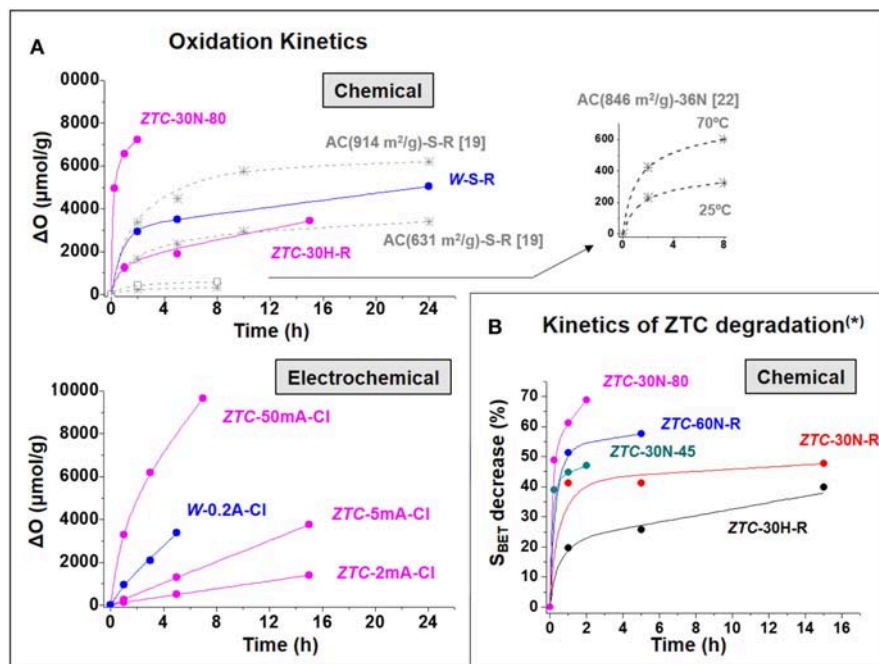 A
Oxidation Kinetics
Chemical
0000
8000
6000
4000
2000
0
ΔO (µmol/g)
ZTC-30N-80
AC(914 m²/g)-S-R [19]
W-S-R
AC(631 m²/g)-S-R [19]
ZTC-30H-R
0 4 8 12 16 20 24
Time (h)
AC(846 m²/g)-36N [22]
70ºC
25ºC
600
400
200
0
0 2 4 6 8
Electrochemical
10000
8000
6000
4000
2000
0
ΔO (µmol/g)
ZTC-50mA-Cl
W-0.2A-Cl
ZTC-5mA-Cl
ZTC-2mA-Cl
0 4 8 12 16 20 24
Time (h)
B
Kinetics of ZTC degradation(*)
Chemical
70
60
50
40
30
20
10
0
SBET decrease (%)
ZTC-30N-80
ZTC-60N-R
ZTC-30N-45
ZTC-30N-R
ZTC-30H-R
0 2 4 6 8 10 12 14 16
Time (h)